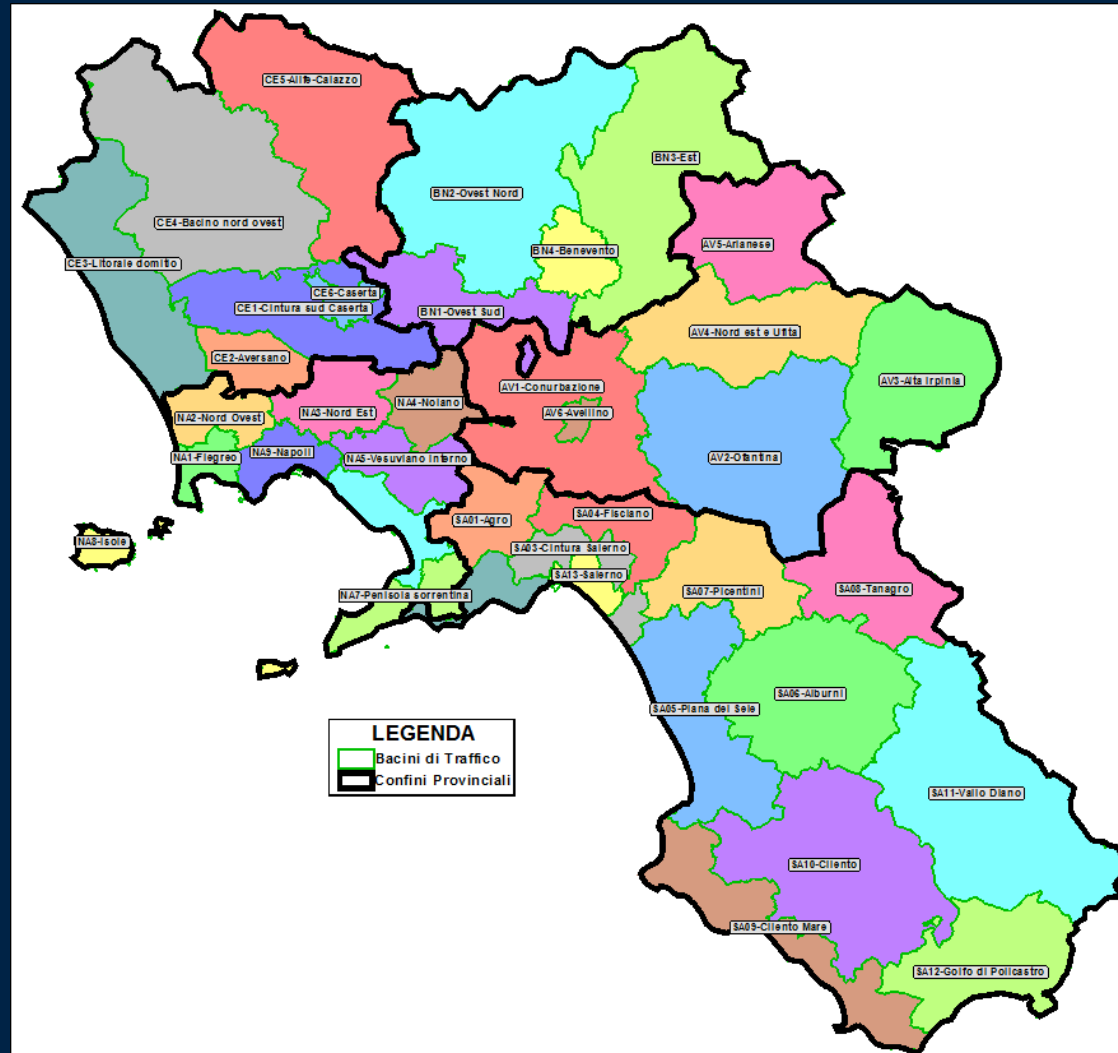 CE5-Alife-Caiazzo
BN3-Est
BN2-Ovest Nord
CE4-Bacino nord ovest
AV5-Arianese
BN4-Benevento
CE3-Litorale domitio
CE6-Caserta
CE1-Cintura sud Caserta
BN1-Ovest Sud
AV4-Nord est e Ufita
CE2-Aversano
AV3-Alta Irpinia
AV1-Conurbazione
NA4-Nolano
NA3-Nord Est
AV6-Avellino
NA2-Nord Ovest
NA9-Napoli
NA1-Flegreo
NA5-Vesuviano Interno
AV2-Ofantina
SA04-Fisciano
SA01-Agro
NA8-Isole
SA03-Cintura Salerno
SA13-Salerno
SA08-Tanagro
SA07-Picentini
NA7-Penisola sorrentina
SA06-Alburni
SA05-Piana del Sele
LEGENDA
Bacini di Traffico
Confini Provinciali
SA11-Vallo Diano
SA10-Cilento
SA09-Cilento Mare
SA12-Golfo di Policastro